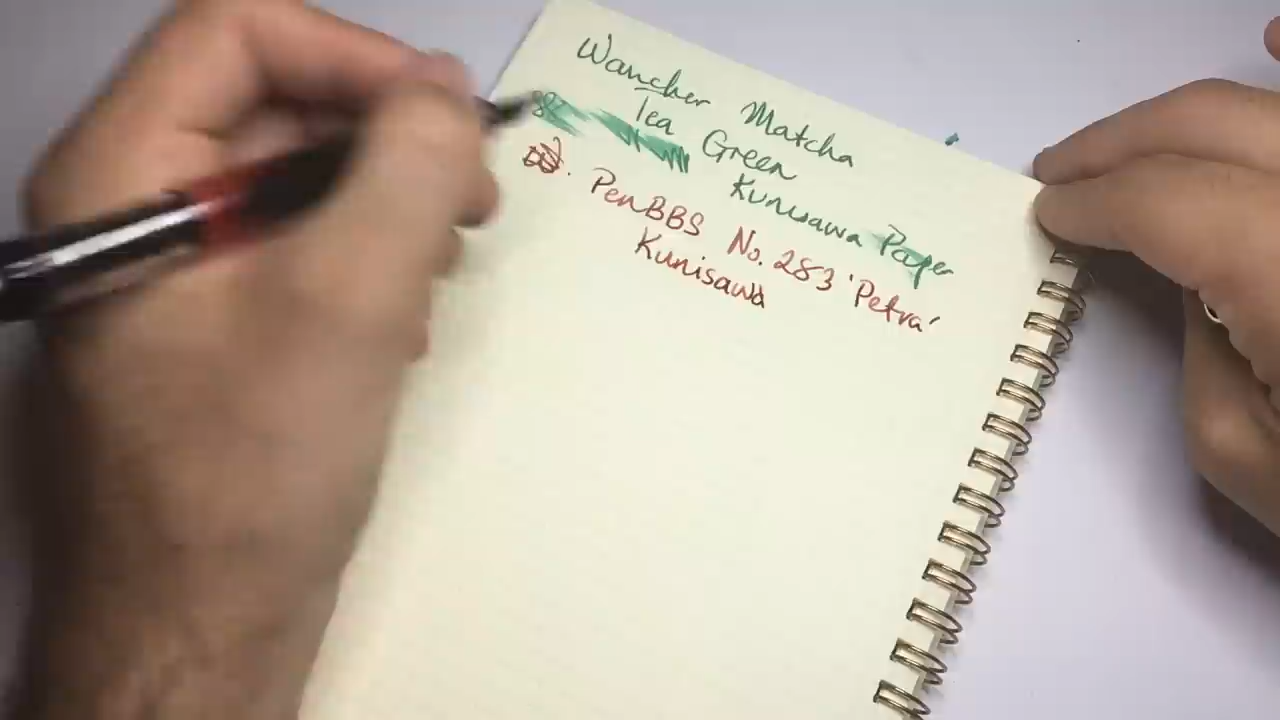 Wancher Matcha
Tea Green
Kunisawa Paper
PenBBS No. 283 'Petra'
Kunisawa